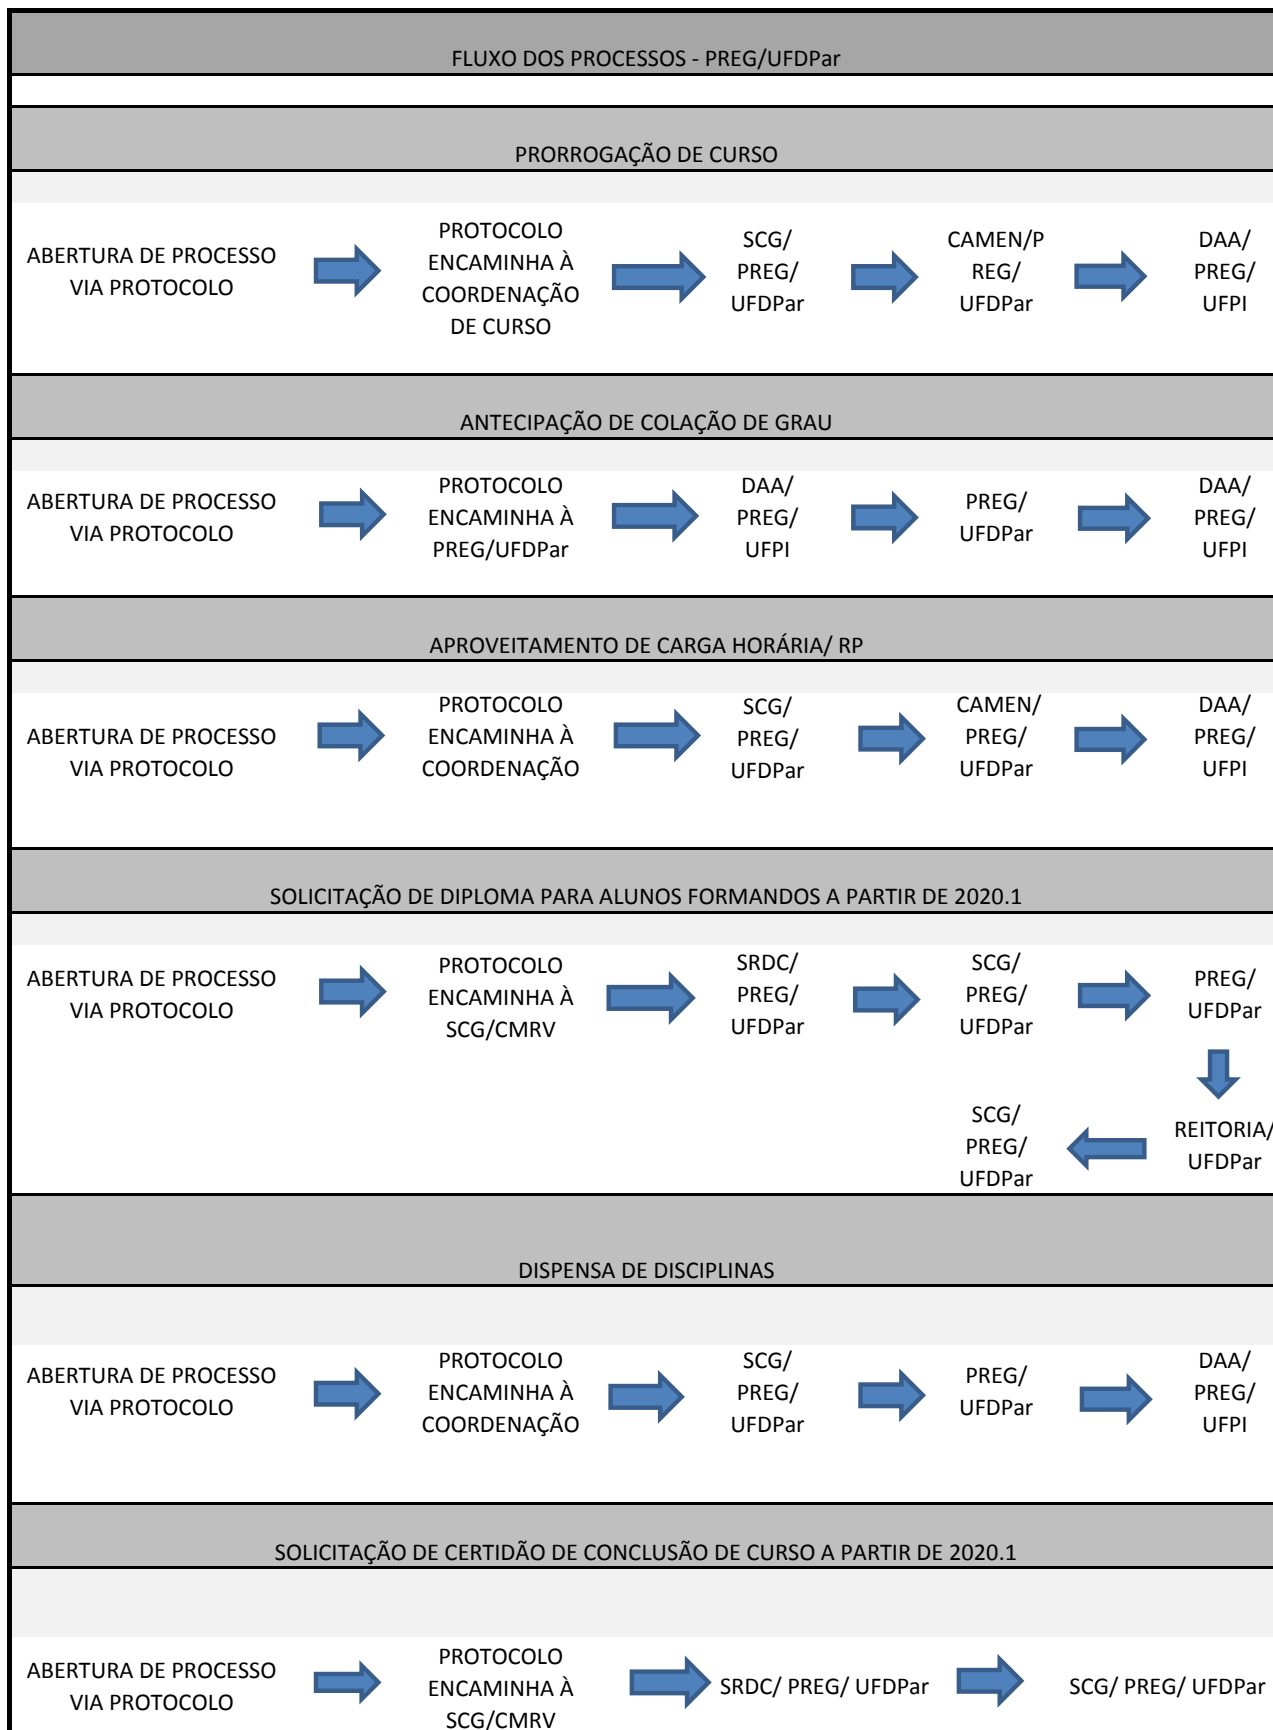 FLUXO DOS PROCESSOS - PREG/UFDPar
PRORROGAÇÃO DE CURSO
ABERTURA DE PROCESSO
VIA PROTOCOLO
PROTOCOLO
ENCAMINHA À
COORDENAÇÃO
DE CURSO
SCG/
PREG/
UFDPar
CAMEN/P
REG/
UFDPar
DAA/
PREG/
UFPI
ANTECIPAÇÃO DE COLAÇÃO DE GRAU
ABERTURA DE PROCESSO
VIA PROTOCOLO
PROTOCOLO
ENCAMINHA À
PREG/UFDPar
DAA/
PREG/
UFPI
PREG/
UFDPar
DAA/
PREG/
UFPI
APROVEITAMENTO DE CARGA HORÁRIA/ RP
ABERTURA DE PROCESSO
VIA PROTOCOLO
PROTOCOLO
ENCAMINHA À
COORDENAÇÃO
SCG/
PREG/
UFDPar
CAMEN/
PREG/
UFDPar
DAA/
PREG/
UFPI
SOLICITAÇÃO DE DIPLOMA PARA ALUNOS FORMANDOS A PARTIR DE 2020.1
ABERTURA DE PROCESSO
VIA PROTOCOLO
PROTOCOLO
ENCAMINHA À
SCG/CMRV
SRDC/
PREG/
UFDPar
SCG/
PREG/
UFDPar
PREG/
UFDPar
REITORIA/
UFDPar
SCG/
PREG/
UFDPar
DISPENSA DE DISCIPLINAS
ABERTURA DE PROCESSO
VIA PROTOCOLO
PROTOCOLO
ENCAMINHA À
COORDENAÇÃO
SCG/
PREG/
UFDPar
PREG/
UFDPar
DAA/
PREG/
UFPI
SOLICITAÇÃO DE CERTIDÃO DE CONCLUSÃO DE CURSO A PARTIR DE 2020.1
ABERTURA DE PROCESSO
VIA PROTOCOLO
PROTOCOLO
ENCAMINHA À
SCG/CMRV
SRDC/ PREG/ UFDPar
SCG/ PREG/ UFDPar